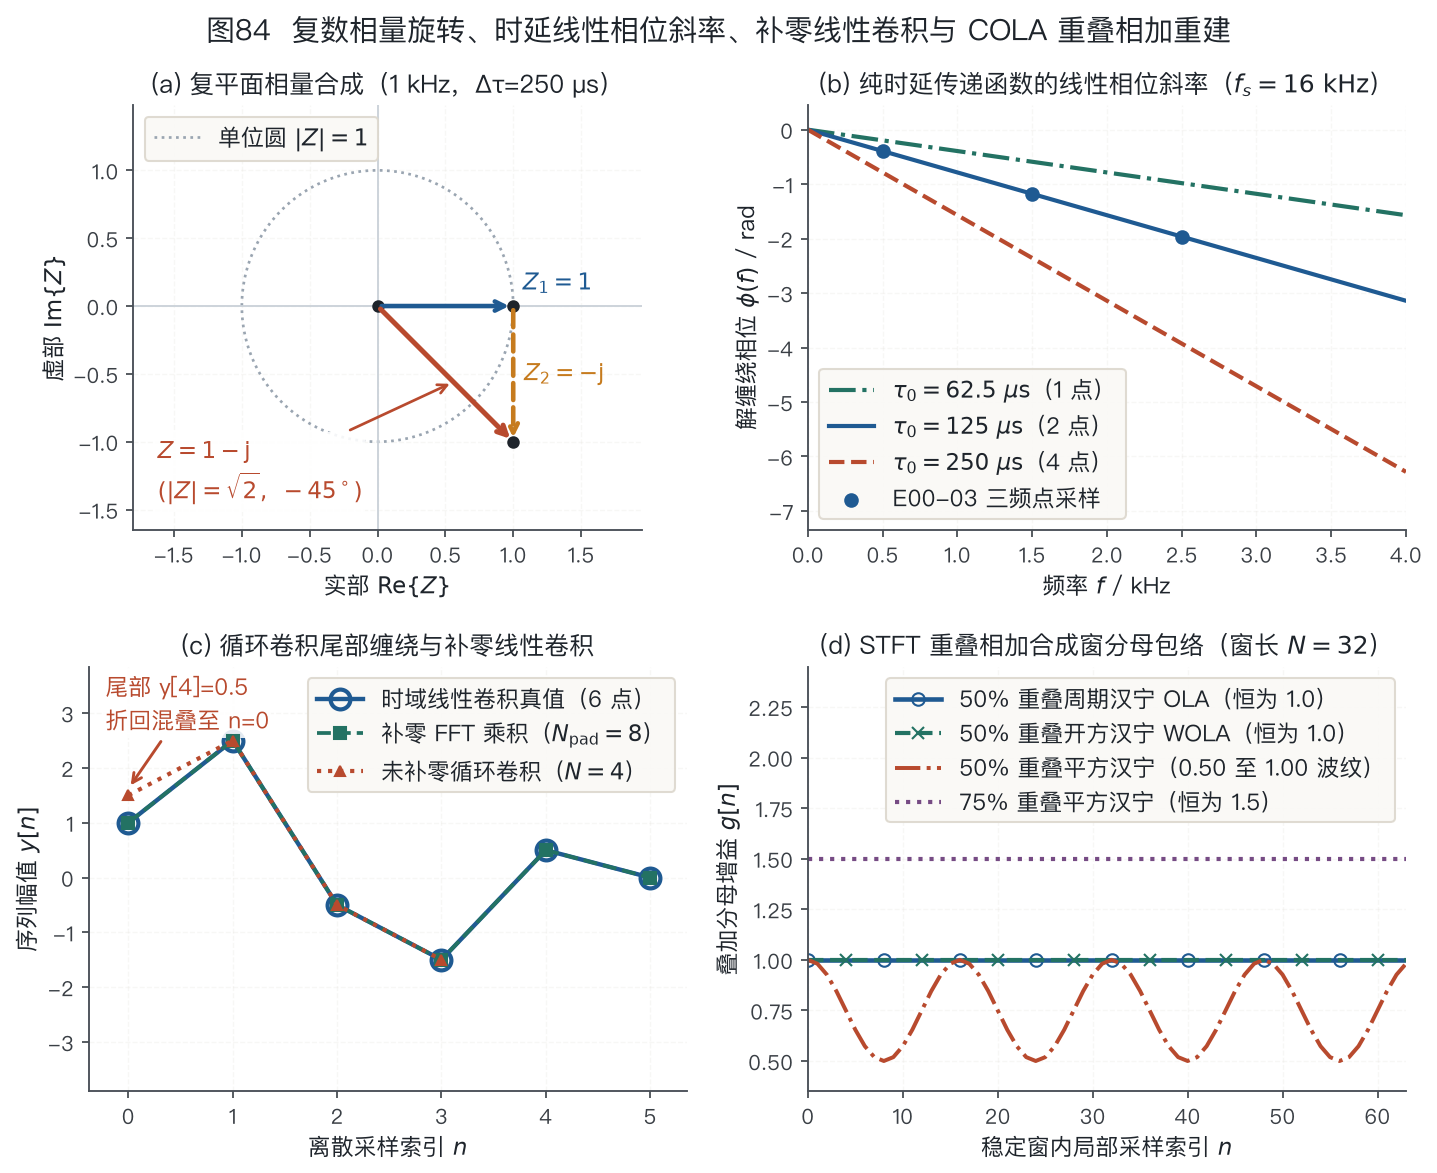 图84 复数相量旋转、时延线性相位斜率、补零线性卷积与 COLA 重叠相加重建
(a) 复平面相量合成（1 kHz，Δτ=250 μs）
单位圆 |Z| = 1
1.0
0.5
0.0
−0.5
−1.0
−1.5
虚部 Im{Z}
Z₁ = 1
Z₂ = −j
Z = 1 − j
(|Z| = √2, −45°)
−1.5 −1.0 −0.5 0.0 0.5 1.0 1.5
实部 Re{Z}
(b) 纯时延传递函数的线性相位斜率（fₛ = 16 kHz）
0
−1
−2
−3
−4
−5
−6
−7
解缠绕相位 ϕ(f) / rad
τ₀ = 62.5 μs（1 点）
τ₀ = 125 μs（2 点）
τ₀ = 250 μs（4 点）
E00–03 三频点采样
0.0 0.5 1.0 1.5 2.0 2.5 3.0 3.5 4.0
频率 f / kHz
(c) 循环卷积尾部缠绕与补零线性卷积
尾部 y[4]=0.5
折回混叠至 n=0
时域线性卷积真值（6 点）
补零 FFT 乘积（N_pad = 8）
未补零循环卷积（N = 4）
3
2
1
0
−1
−2
−3
序列幅值 y[n]
0 1 2 3 4 5
离散采样索引 n
(d) STFT 重叠相加合成窗分母包络（窗长 N = 32）
50% 重叠周期汉宁 OLA（恒为 1.0）
50% 重叠开方汉宁 WOLA（恒为 1.0）
50% 重叠平方汉宁（0.50 至 1.00 波纹）
75% 重叠平方汉宁（恒为 1.5）
2.25
2.00
1.75
1.50
1.25
1.00
0.75
0.50
叠加分母增益 g[n]
0 10 20 30 40 50 60
稳定窗内局部采样索引 n